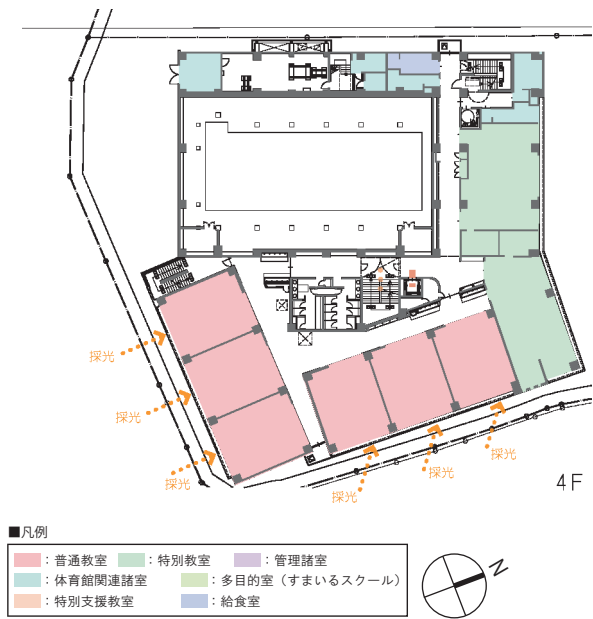 採光
採光
採光
採光
採光
採光
4F
■凡例
：普通教室 ：特別教室 ：管理諸室
：体育館関連諸室 ：多目的室（すまいるスクール）
：特別支援教室 ：給食室
N